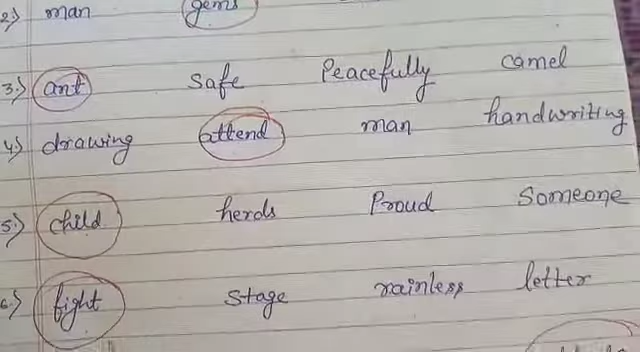 2) man gems
3) ant safe Peacefully camel
4) drawing attend man handwriting
5) child herds Proud Someone
6) fight stage rainless letter